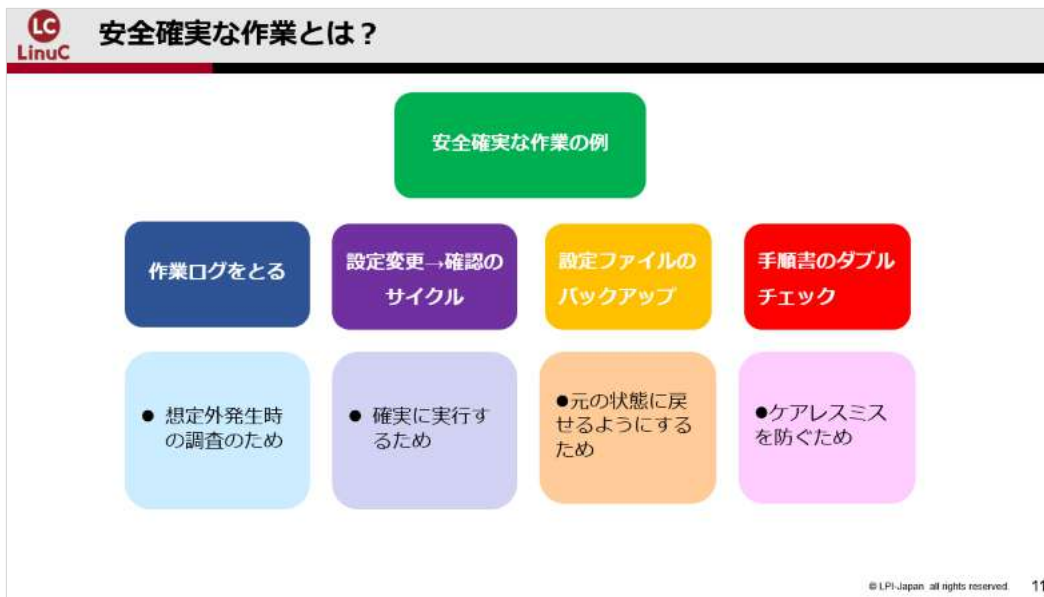 LC
LinuC
安全確実な作業とは？
安全確実な作業の例
作業ログをとる
設定変更→確認の
サイクル
設定ファイルの
バックアップ
手順書のダブル
チェック
● 想定外発生時
の調査のため
● 確実に実行す
るため
●元の状態に戻
せるようにする
ため
●ケアレスミス
を防ぐため
© LPI-Japan all rights reserved.
11